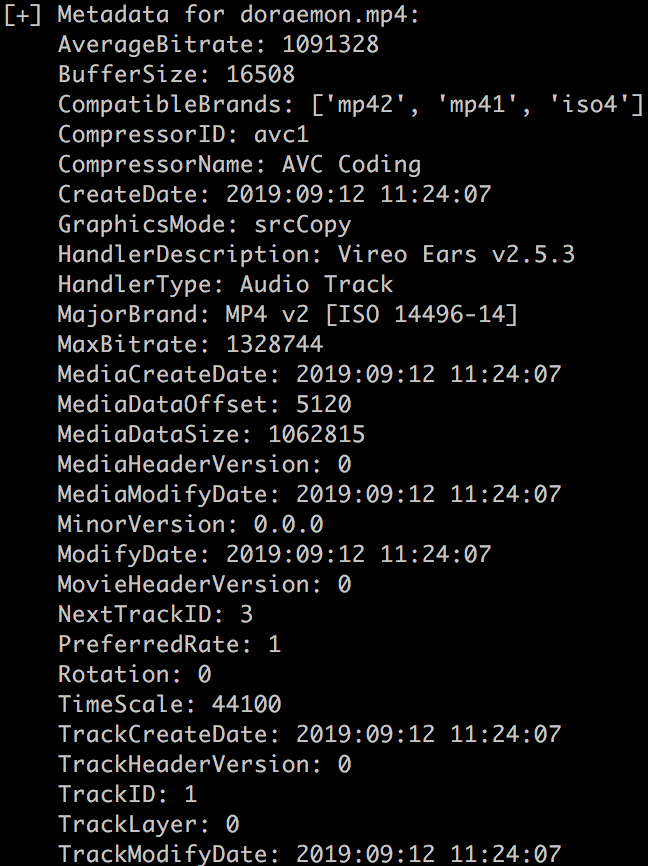 [+] Metadata for doraemon.mp4:
AverageBitrate: 1091328
BufferSize: 16508
CompatibleBrands: ['mp42', 'mp41', 'iso4']
CompressorID: avc1
CompressorName: AVC Coding
CreateDate: 2019:09:12 11:24:07
GraphicsMode: srcCopy
HandlerDescription: Vireo Ears v2.5.3
HandlerType: Audio Track
MajorBrand: MP4 v2 [ISO 14496-14]
MaxBitrate: 1328744
MediaCreateDate: 2019:09:12 11:24:07
MediaDataOffset: 5120
MediaDataSize: 1062815
MediaHeaderVersion: 0
MediaModifyDate: 2019:09:12 11:24:07
MinorVersion: 0.0.0
ModifyDate: 2019:09:12 11:24:07
MovieHeaderVersion: 0
NextTrackID: 3
PreferredRate: 1
Rotation: 0
TimeScale: 44100
TrackCreateDate: 2019:09:12 11:24:07
TrackHeaderVersion: 0
TrackID: 1
TrackLayer: 0
TrackModifyDate: 2019:09:12 11:24:07